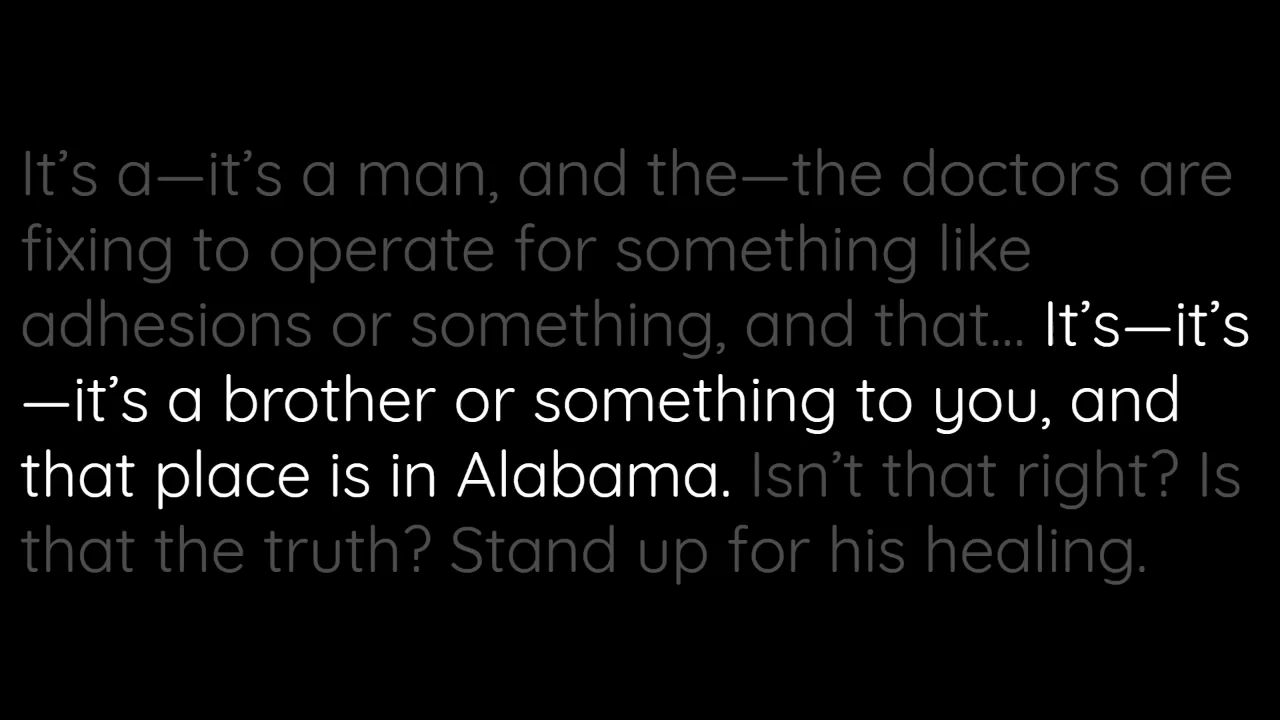 It’s a—it’s a man, and the—the doctors are
fixing to operate for something like
adhesions or something, and that... It’s—it’s
—it’s a brother or something to you, and
that place is in Alabama. Isn’t that right? Is
that the truth? Stand up for his healing.